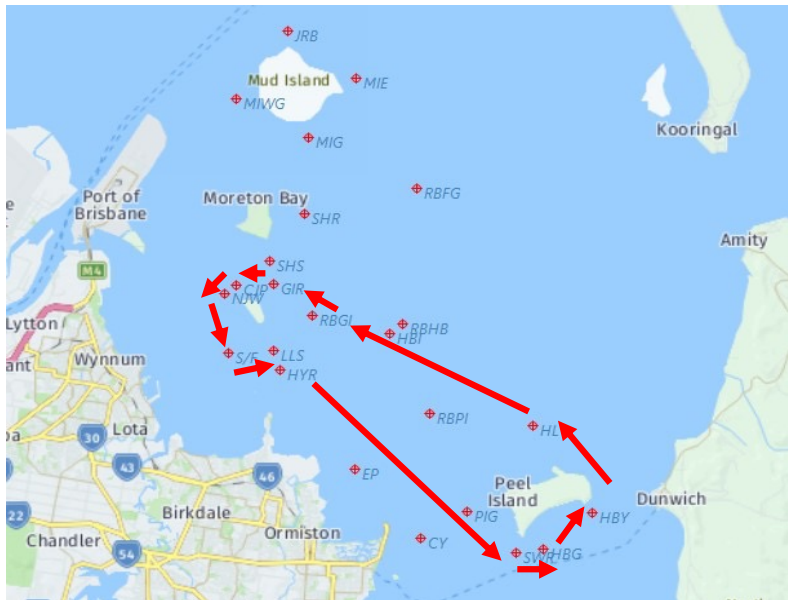 JRB
Mud Island
MIE
MIWG
Kooringal
MIG
Port of
Brisbane
Moreton Bay
RBFG
SHR
Amity
M4
SHS
CJP
GIR
NJW
RBGI
Lytton
RBHB
HBI
Wynnum
S/F
LLS
HYR
RBPI
Lota
HL
30
43
46
EP
Peel
Island
Dunwich
22
Birkdale
PIG
HBY
Ormiston
Chandler
CY
54
SWR
HBG